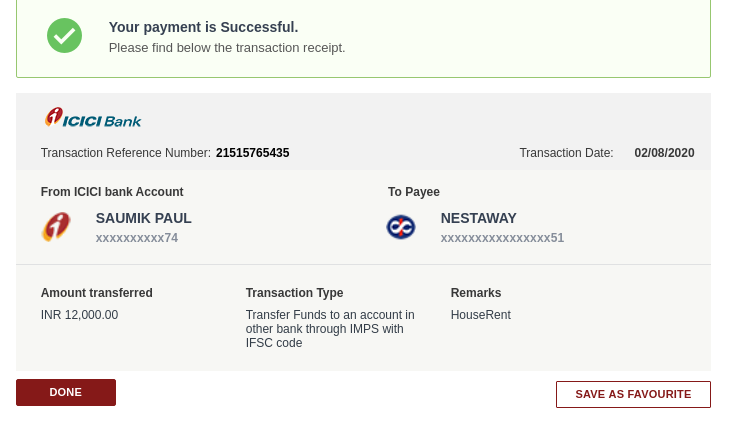 Your payment is Successful.
Please find below the transaction receipt.
ICICI Bank
Transaction Reference Number: 21515765435 Transaction Date: 02/08/2020
From ICICI bank Account To Payee
SAUMIK PAUL NESTAWAY
xxxxxxxxxx74 xxxxxxxxxxxxxxxx51
Amount transferred Transaction Type Remarks
INR 12,000.00 Transfer Funds to an account in HouseRent
other bank through IMPS with
IFSC code
DONE SAVE AS FAVOURITE